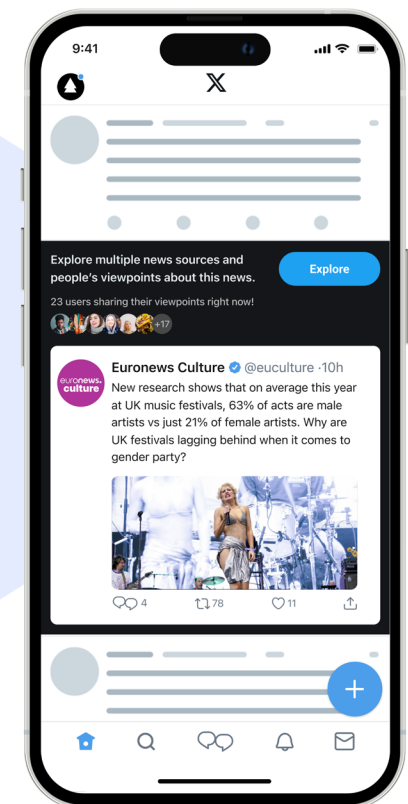 9:41
X
Explore multiple news sources and
people's viewpoints about this news.
Explore
23 users sharing their viewpoints right now!
+17
euronews.
culture
Euronews Culture @euculture ·10h
New research shows that on average this year
at UK music festivals, 63% of acts are male
artists vs just 21% of female artists. Why are
UK festivals lagging behind when it comes to
gender party?
4 78 11